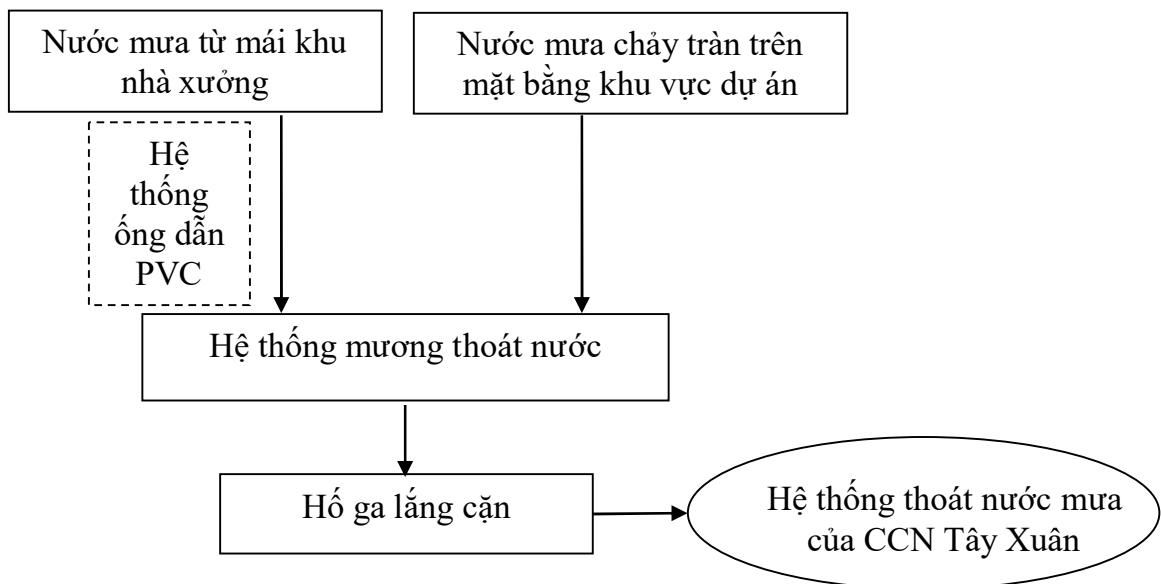 Nước mưa từ mái khu
nhà xưởng
Nước mưa chảy tràn trên
mặt bằng khu vực dự án
Hệ
thống
ống dẫn
PVC
Hệ thống mương thoát nước
Hố ga lắng cặn
Hệ thống thoát nước mưa
của CCN Tây Xuân